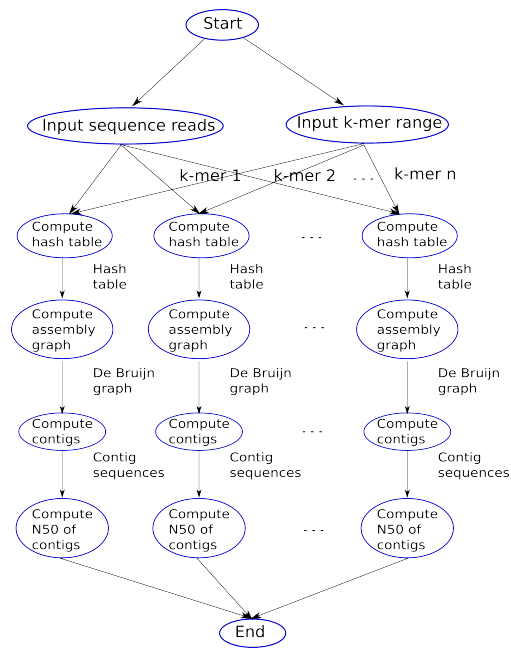 Start
Input sequence reads
Input k-mer range
k-mer 1
k-mer 2
. . .
k-mer n
Compute
hash table
Compute
hash table
. . .
Compute
hash table
Hash
table
Hash
table
Hash
table
Compute
assembly
graph
Compute
assembly
graph
. . .
Compute
assembly
graph
De Bruijn
graph
De Bruijn
graph
De Bruijn
graph
Compute
contigs
Compute
contigs
. . .
Compute
contigs
Contig
sequences
Contig
sequences
Contig
sequences
Compute
N50 of
contigs
Compute
N50 of
contigs
. . .
Compute
N50 of
contigs
End